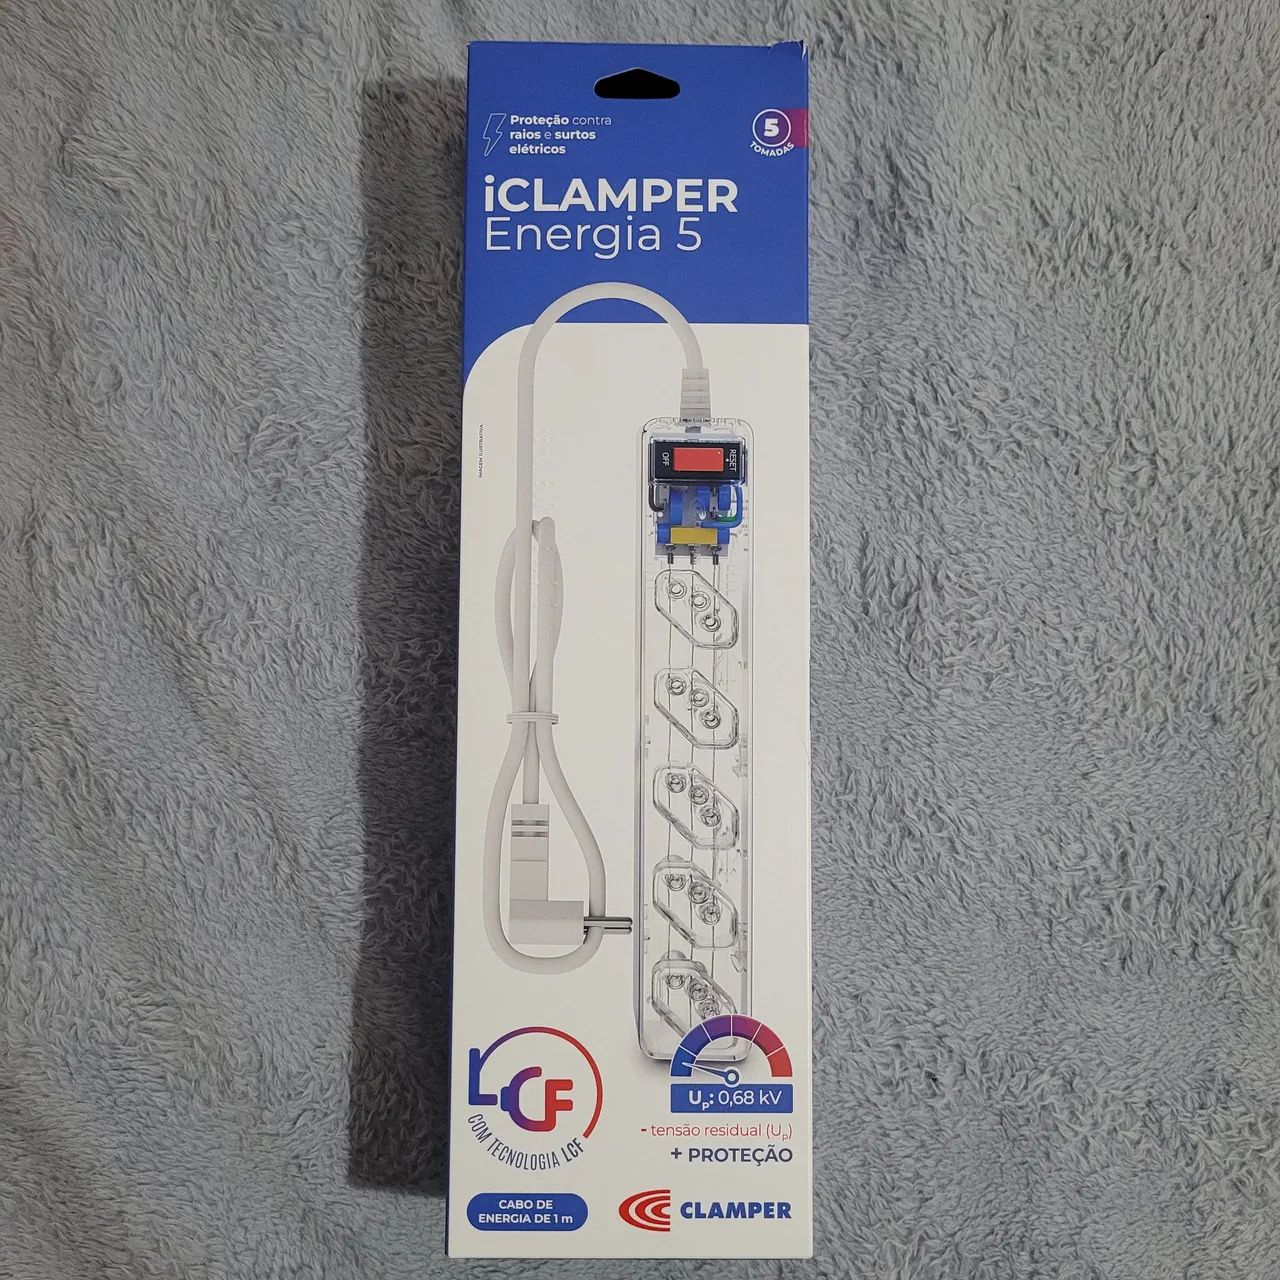 Proteção contra
raios e surtos
elétricos
5
TOMADAS
iCLAMPER
Energia 5
IMAGEM ILUSTRATIVA
OFF
RESET
LCF
COM TECNOLOGIA LCF
Up: 0,68 kV
- tensão residual (Up)
+ PROTEÇÃO
CABO DE
ENERGIA DE 1 m
CLAMPER